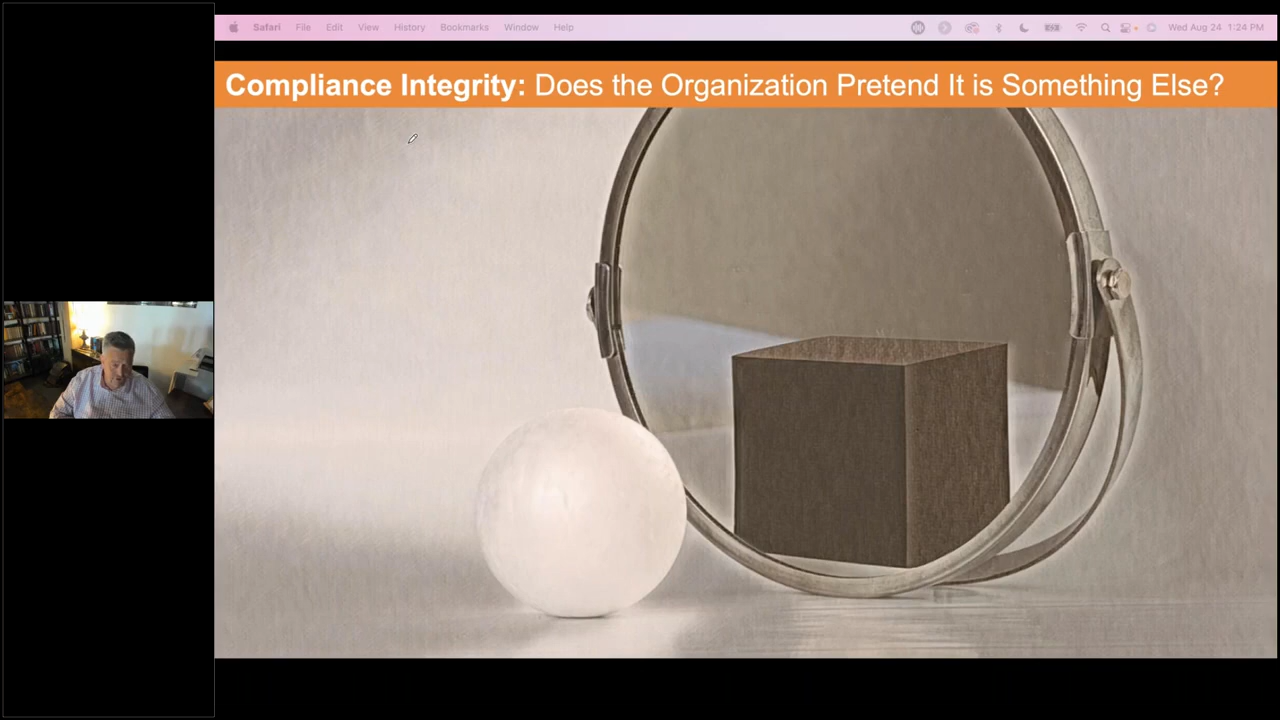 Safari File Edit View History Bookmarks Window Help Wed Aug 24 1:24 PM
Compliance Integrity: Does the Organization Pretend It is Something Else?